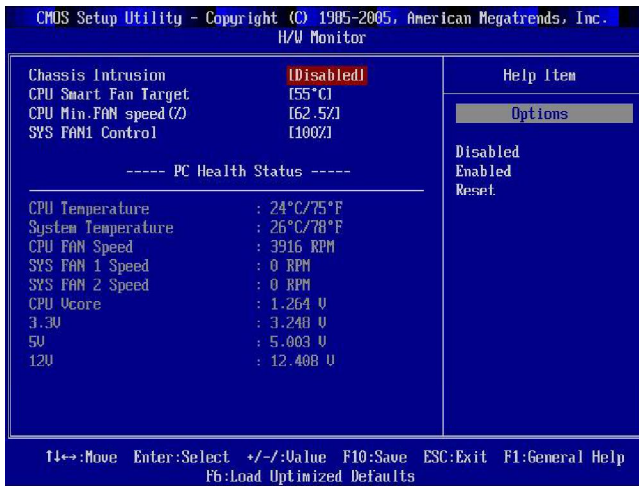 CMOS Setup Utility - Copyright (C) 1985-2005, American Megatrends, Inc.
H/W Monitor
Chassis Intrusion [Disabled]
CPU Smart Fan Target [55°C]
CPU Min.FAN speed(%) [62.5%]
SYS FAN1 Control [100%]
----- PC Health Status -----
CPU Temperature : 24°C/75°F
System Temperature : 26°C/78°F
CPU FAN Speed : 3916 RPM
SYS FAN 1 Speed : 0 RPM
SYS FAN 2 Speed : 0 RPM
CPU Vcore : 1.264 V
3.3V : 3.248 V
5V : 5.003 V
12V : 12.408 V
Help Item
Options
Disabled
Enabled
Reset
↑↓↔:Move Enter:Select +/-/:Value F10:Save ESC:Exit F1:General Help
F6:Load Optimized Defaults